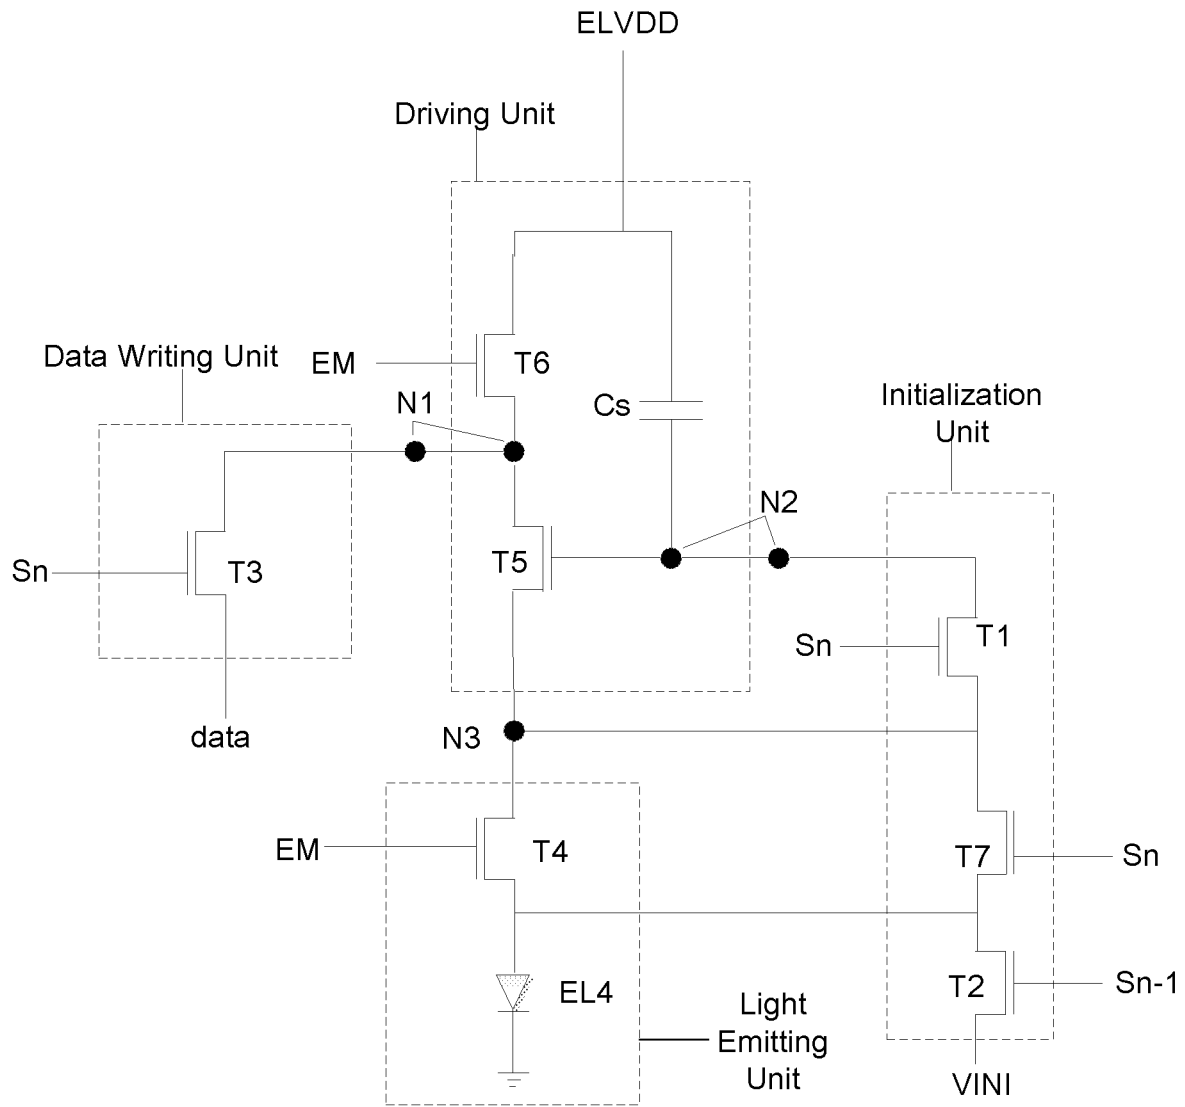 ELVDD
Driving Unit
Data Writing Unit
EM
T6
N1
Cs
Initialization
Unit
N2
Sn
T3
T5
Sn
T1
data
N3
EM
T4
T7
Sn
EL4
T2
Sn-1
Light
Emitting
Unit
VINI